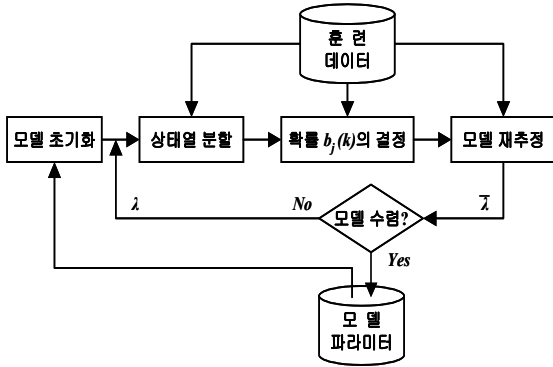 훈 련
데이터
모델 초기화
상태열 분할
확률 b_j(k)의 결정
모델 재추정
λ
No
모델 수렴?
λ̅
Yes
모 델
파라미터